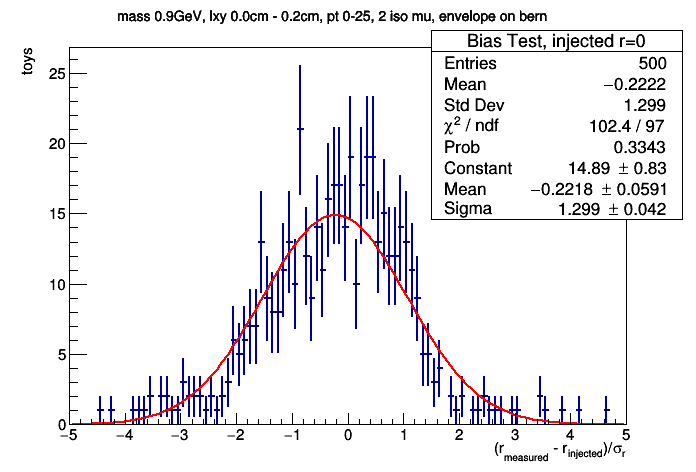 mass 0.9GeV, lxy 0.0cm - 0.2cm, pt 0-25, 2 iso mu, envelope on bern
toys
Bias Test, injected r=0
Entries 500
Mean −0.2222
Std Dev 1.299
χ² / ndf 102.4 / 97
Prob 0.3343
Constant 14.89 ± 0.83
Mean −0.2218 ± 0.0591
Sigma 1.299 ± 0.042
25
20
15
10
5
0
−5 −4 −3 −2 −1 0 1 2 3 4 5
(r_measured - r_injected)/σ_r